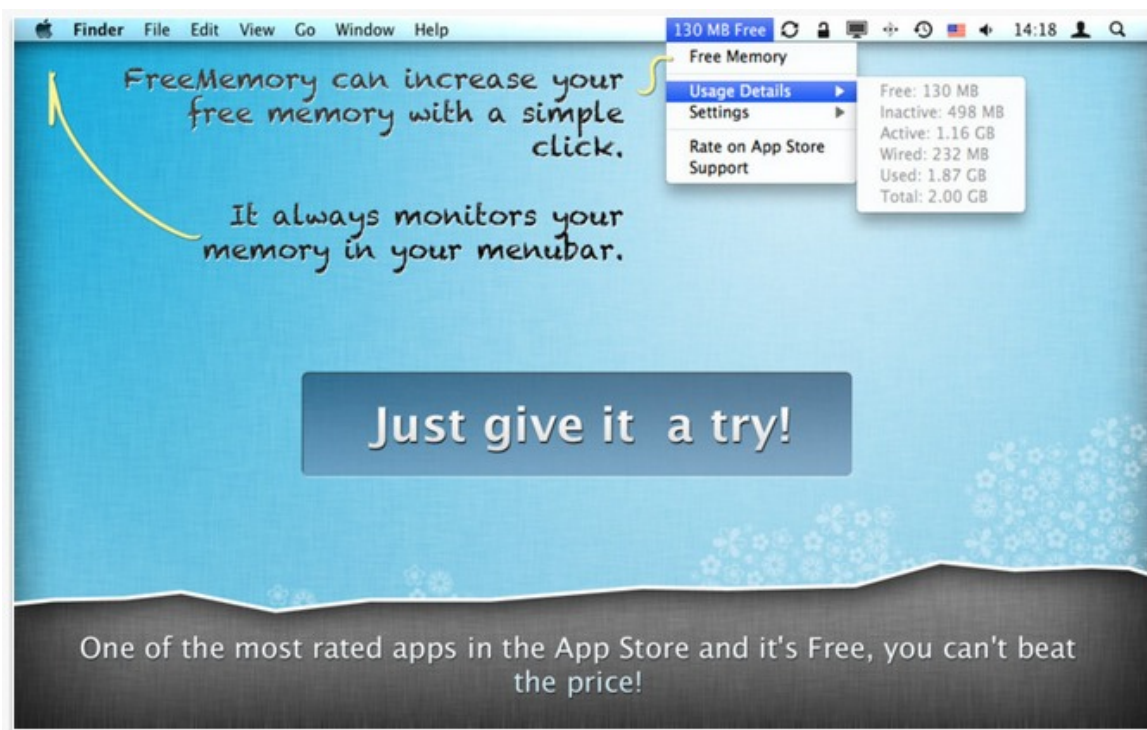 Finder File Edit View Go Window Help 130 MB Free 14:18
Free Memory
Usage Details
Settings
Rate on App Store
Support
Free: 130 MB
Inactive: 498 MB
Active: 1.16 GB
Wired: 232 MB
Used: 1.87 GB
Total: 2.00 GB
FreeMemory can increase your
free memory with a simple
click.
It always monitors your
memory in your menubar.
Just give it a try!
One of the most rated apps in the App Store and it's Free, you can't beat
the price!